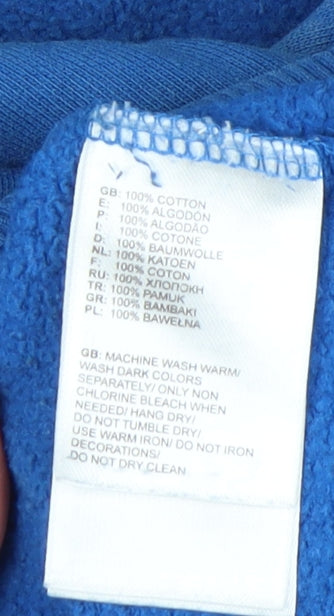 GB: 100% COTTON
E: 100% ALGODÓN
P: 100% ALGODÃO
I: 100% COTONE
D: 100% BAUMWOLLE
NL: 100% KATOEN
F: 100% COTON
RU: 100% ХЛОПОКН
TR: 100% PAMUK
GR: 100% BAMBAKI
PL: 100% BAWEŁNA
GB: MACHINE WASH WARM/
WASH DARK COLORS
SEPARATELY/ ONLY NON
CHLORINE BLEACH WHEN
NEEDED/ HANG DRY/
DO NOT TUMBLE DRY/
USE WARM IRON/ DO NOT IRON
DECORATIONS/
DO NOT DRY CLEAN